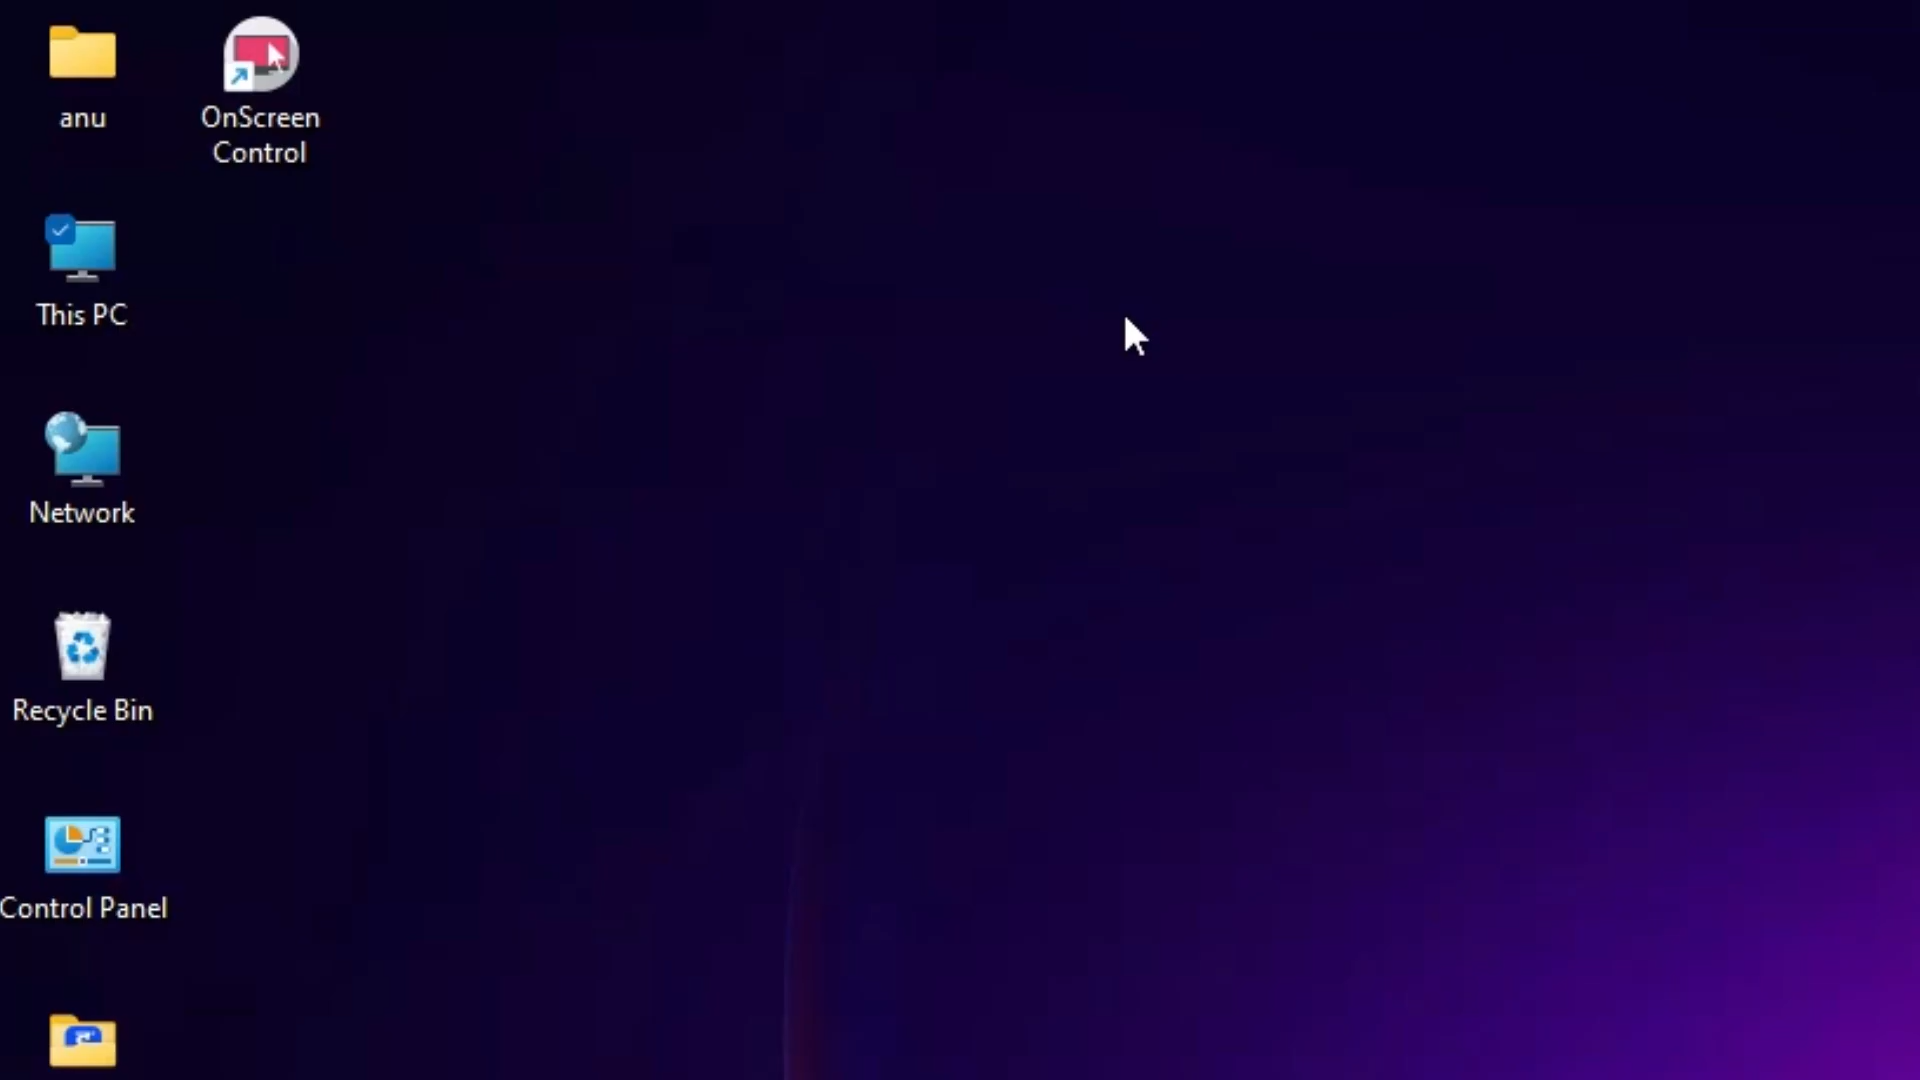 anu
OnScreen
Control
This PC
Network
Recycle Bin
Control Panel